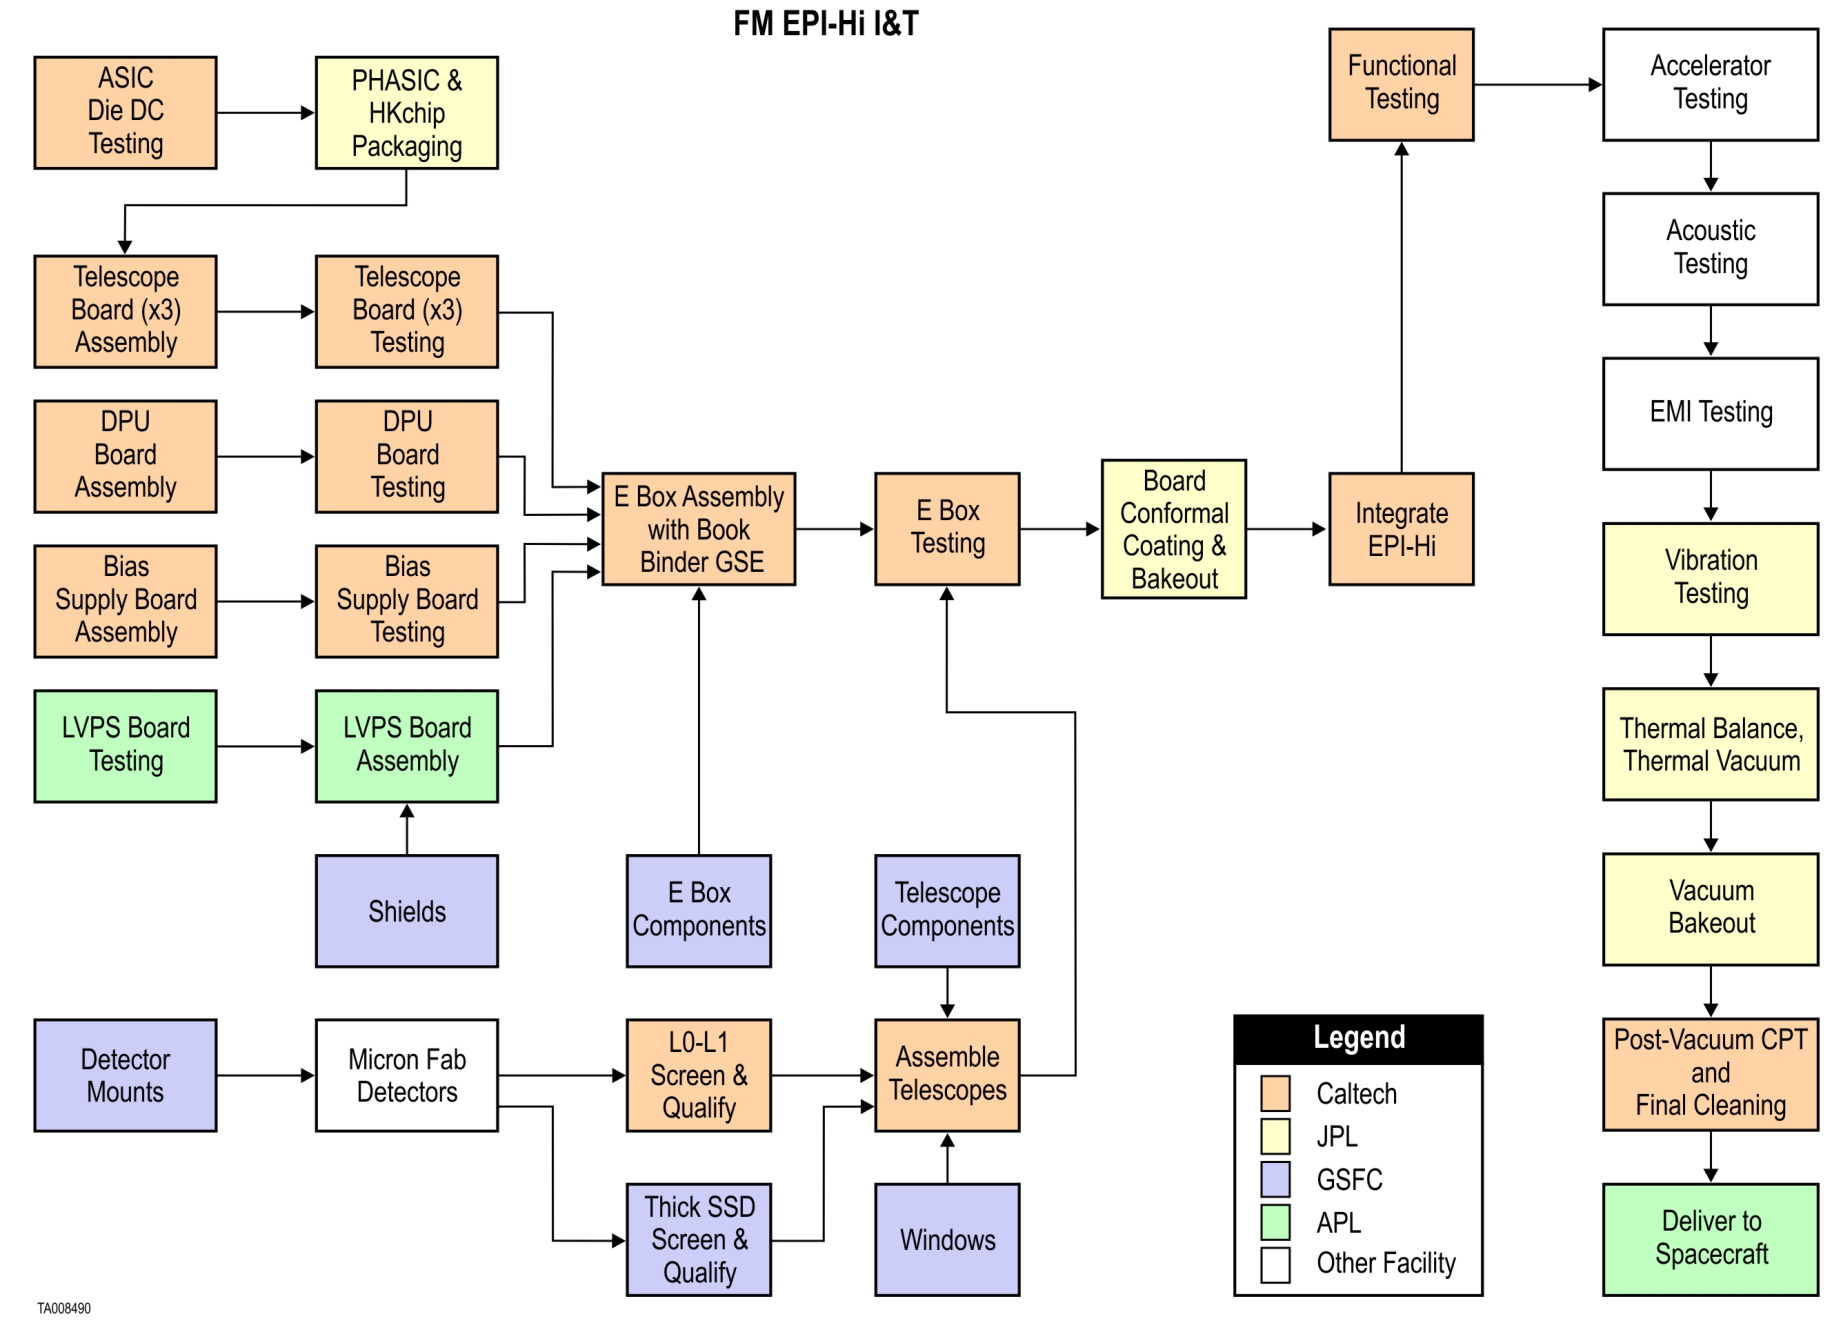 FM EPI-Hi I&T
ASIC
Die DC
Testing
PHASIC &
HKchip
Packaging
Telescope
Board (x3)
Assembly
Telescope
Board (x3)
Testing
DPU
Board
Assembly
DPU
Board
Testing
Bias
Supply Board
Assembly
Bias
Supply Board
Testing
LVPS Board
Testing
LVPS Board
Assembly
Shields
E Box Assembly
with Book
Binder GSE
E Box
Components
E Box
Testing
Telescope
Components
Board
Conformal
Coating &
Bakeout
Integrate
EPI-Hi
Functional
Testing
Detector
Mounts
Micron Fab
Detectors
L0-L1
Screen &
Qualify
Thick SSD
Screen &
Qualify
Assemble
Telescopes
Windows
Accelerator
Testing
Acoustic
Testing
EMI Testing
Vibration
Testing
Thermal Balance,
Thermal Vacuum
Vacuum
Bakeout
Post-Vacuum CPT
and
Final Cleaning
Deliver to
Spacecraft
Legend
Caltech
JPL
GSFC
APL
Other Facility
TA008490